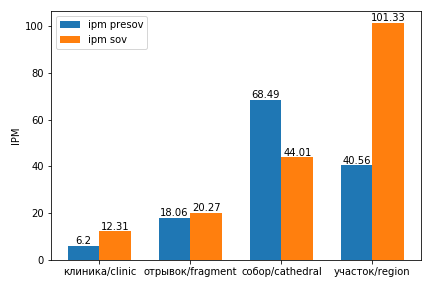 ipm presov
ipm sov
IPM
100
80
60
40
20
0
6.2
12.31
18.06
20.27
68.49
44.01
40.56
101.33
клиника/clinic
отрывок/fragment
собор/cathedral
участок/region